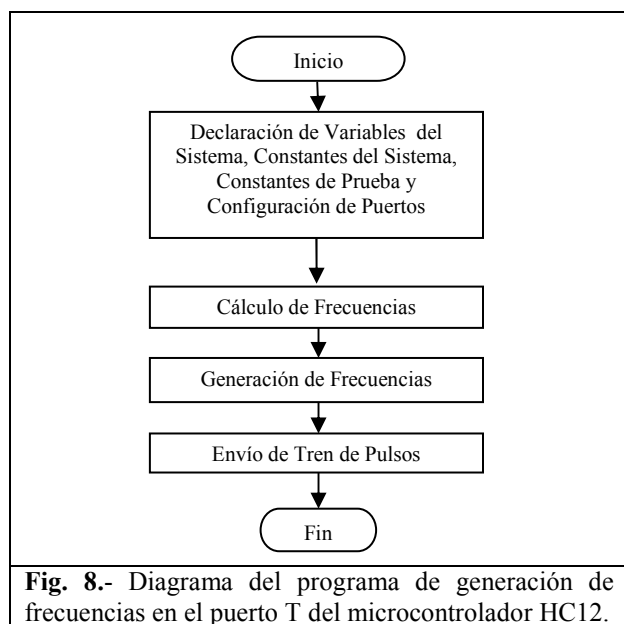 Inicio
Declaración de Variables del
Sistema, Constantes del Sistema,
Constantes de Prueba y
Configuración de Puertos
Cálculo de Frecuencias
Generación de Frecuencias
Envío de Tren de Pulsos
Fin
Fig. 8.- Diagrama del programa de generación de
frecuencias en el puerto T del microcontrolador HC12.